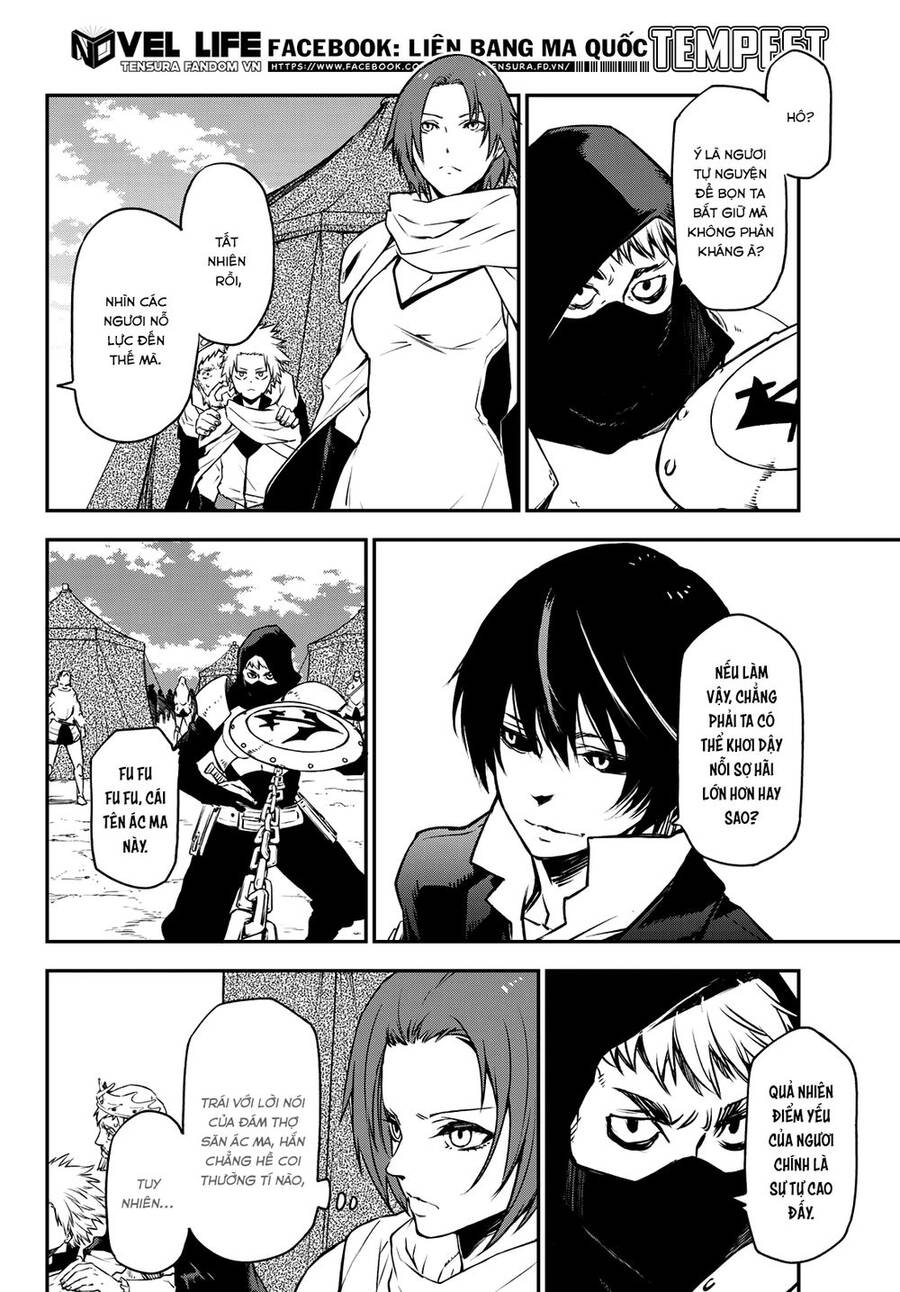 NOVEL LIFE
TENSURA FANDOM VN
FACEBOOK: LIÊN BANG MA QUỐC TEMPEST
HÔ?
Ý LÀ NGƯƠI
TỰ NGUYỆN
ĐỂ BỌN TA
BẮT GIỮ MÀ
KHÔNG PHẢN
KHÁNG À?
TẤT
NHIÊN
RỒI,
NHÌN CÁC
NGƯƠI NỖ
LỰC ĐẾN
THẾ MÀ.
NẾU LÀM
VẬY, CHẲNG
PHẢI TA CÓ
THỂ KHƠI DẬY
NỖI SỢ HÃI
LỚN HƠN HAY
SAO?
FU FU
FU FU, CÁI
TÊN ÁC MA
NÀY.
QUẢ NHIÊN
ĐIỂM YẾU
CỦA NGƯƠI
CHÍNH LÀ
SỰ TỰ CAO
ĐẤY.
TRÁI VỚI LỜI NÓI
CỦA ĐÁM THỢ
SĂN ÁC MA, HẮN
CHẲNG HỀ COI
THƯỜNG TÍ NÀO,
TUY
NHIÊN...